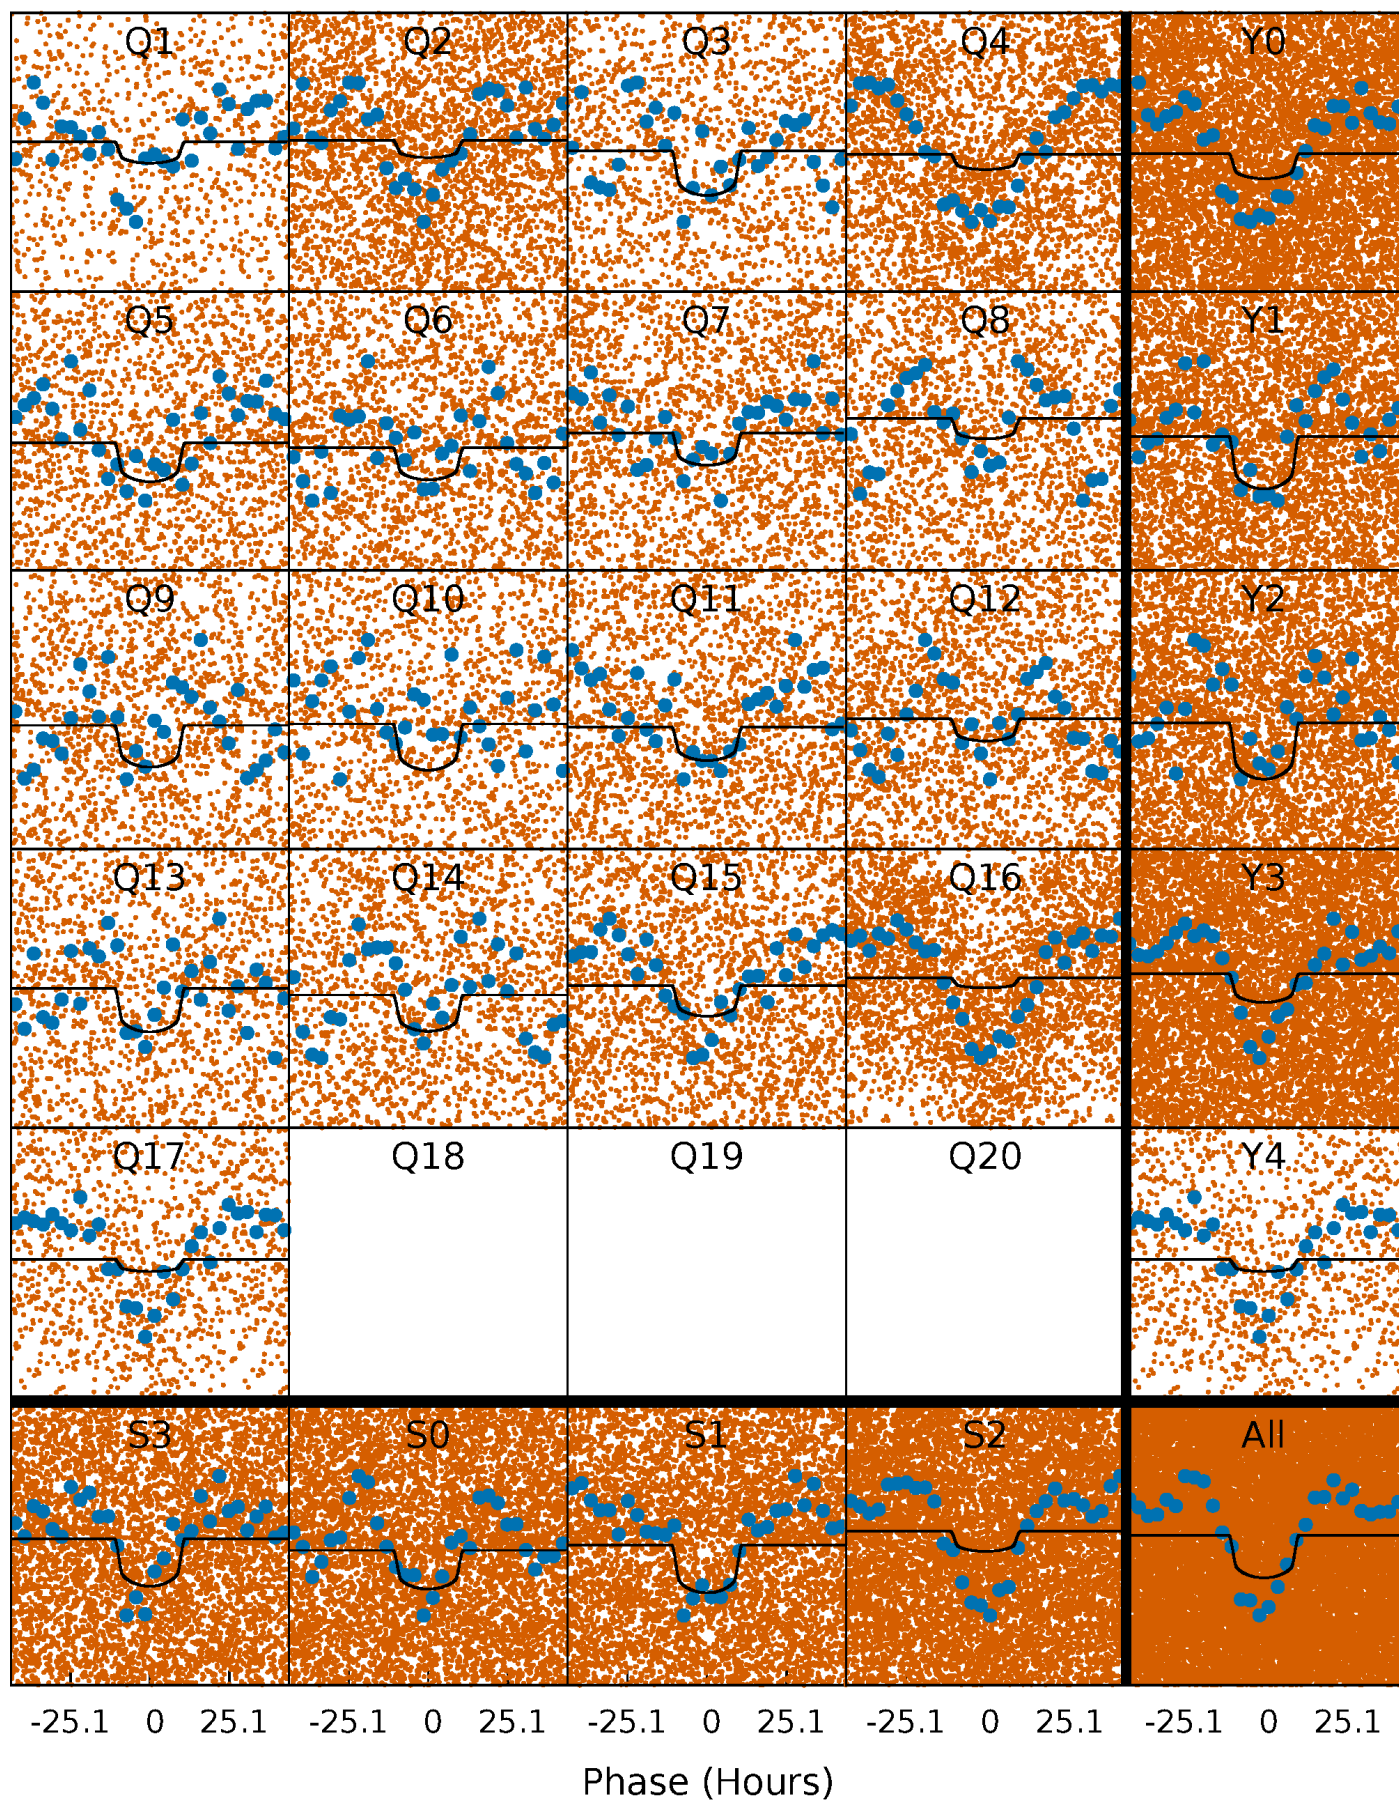 Q1 Q2 Q3 Q4 Y0
Q5 Q6 Q7 Q8 Y1
Q9 Q10 Q11 Q12 Y2
Q13 Q14 Q15 Q16 Y3
Q17 Q18 Q19 Q20 Y4
S3 S0 S1 S2 All
-25.1 0 25.1 -25.1 0 25.1 -25.1 0 25.1 -25.1 0 25.1 -25.1 0 25.1
Phase (Hours)